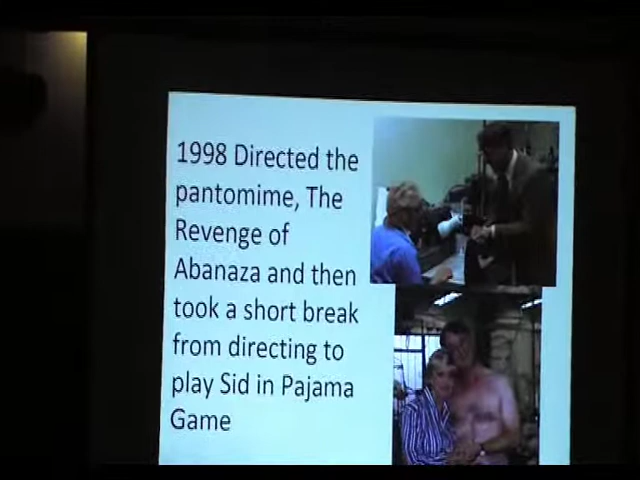 1998 Directed the
pantomime, The
Revenge of
Abanaza and then
took a short break
from directing to
play Sid in Pajama
Game